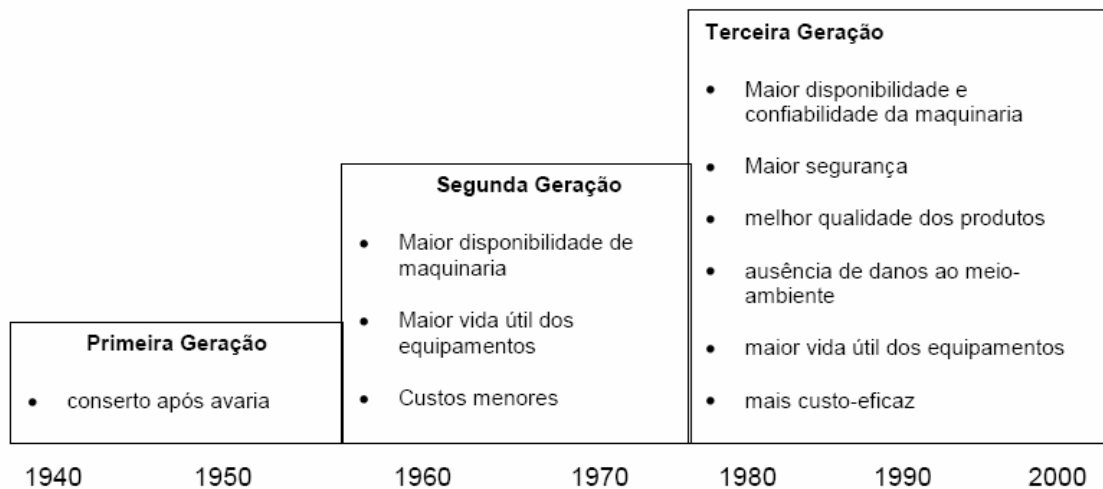 Primeira Geração
• conserto após avaria
Segunda Geração
• Maior disponibilidade de
maquinaria
• Maior vida útil dos
equipamentos
• Custos menores
Terceira Geração
• Maior disponibilidade e
confiabilidade da maquinaria
• Maior segurança
• melhor qualidade dos produtos
• ausência de danos ao meio-
ambiente
• maior vida útil dos equipamentos
• mais custo-eficaz
1940 1950 1960 1970 1980 1990 2000